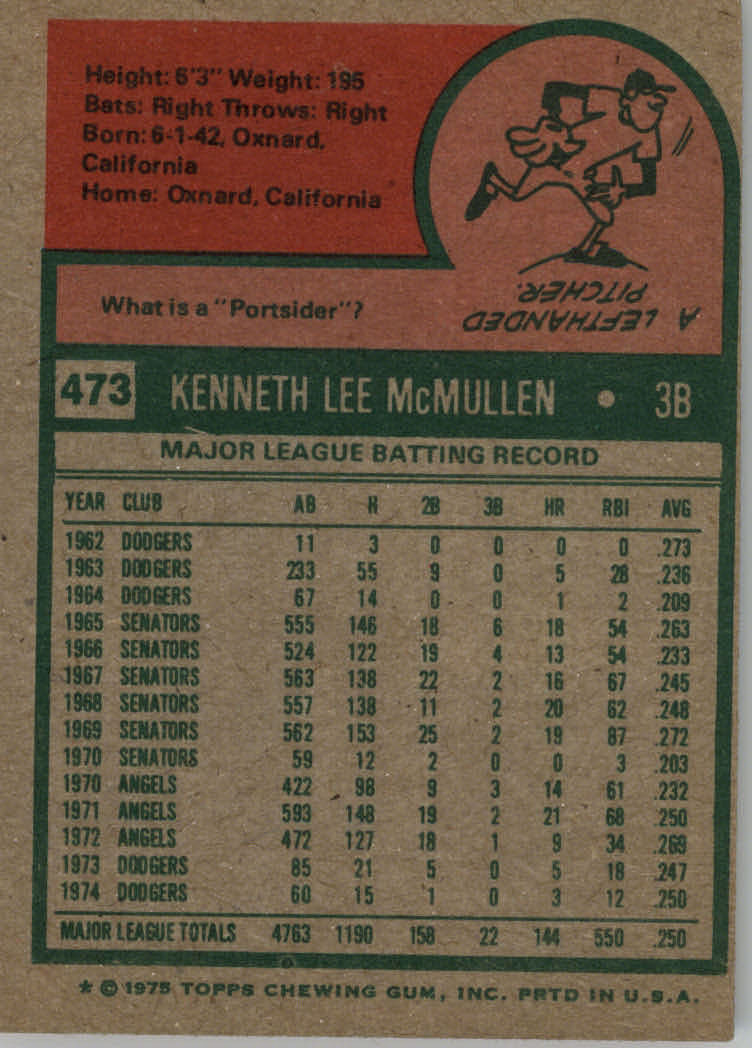 Height: 6'3" Weight: 195
Bats: Right Throws: Right
Born: 6-1-42, Oxnard,
California
Home: Oxnard, California
What is a "Portsider"?
A LEFTHANDED
PITCHER.
473 KENNETH LEE McMULLEN • 3B
MAJOR LEAGUE BATTING RECORD
YEAR CLUB AB H 2B 3B HR RBI AVG
1962 DODGERS 11 3 0 0 0 0 .273
1963 DODGERS 233 55 9 0 5 28 .236
1964 DODGERS 67 14 0 0 1 2 .209
1965 SENATORS 555 146 18 6 18 54 .263
1966 SENATORS 524 122 19 4 13 54 .233
1967 SENATORS 563 138 22 2 16 67 .245
1968 SENATORS 557 138 11 2 20 62 .248
1969 SENATORS 562 153 25 2 19 87 .272
1970 SENATORS 59 12 2 0 0 3 .203
1970 ANGELS 422 98 9 3 14 61 .232
1971 ANGELS 593 148 19 2 21 68 .250
1972 ANGELS 472 127 18 1 9 34 .269
1973 DODGERS 85 21 5 0 5 18 .247
1974 DODGERS 60 15 1 0 3 12 .250
MAJOR LEAGUE TOTALS 4763 1190 158 22 144 550 .250
* © 1975 TOPPS CHEWING GUM, INC. PRTD IN U.S.A.